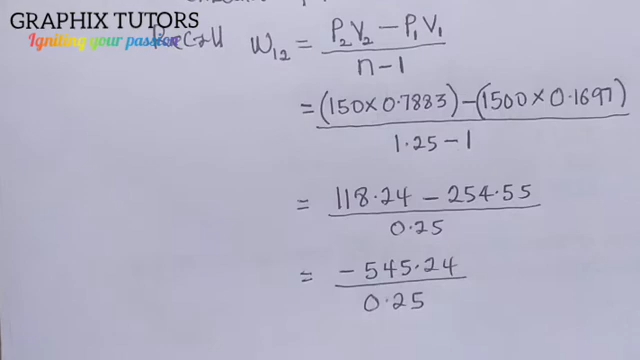 GRAPHIX TUTORS
Igniting your passion
Recall W₁₂ = P₂V₂ − P₁V₁
n − 1
= (150 × 0.7883) − (1500 × 0.1697)
1.25 − 1
= 118.24 − 254.55
0.25
= − 545.24
0.25